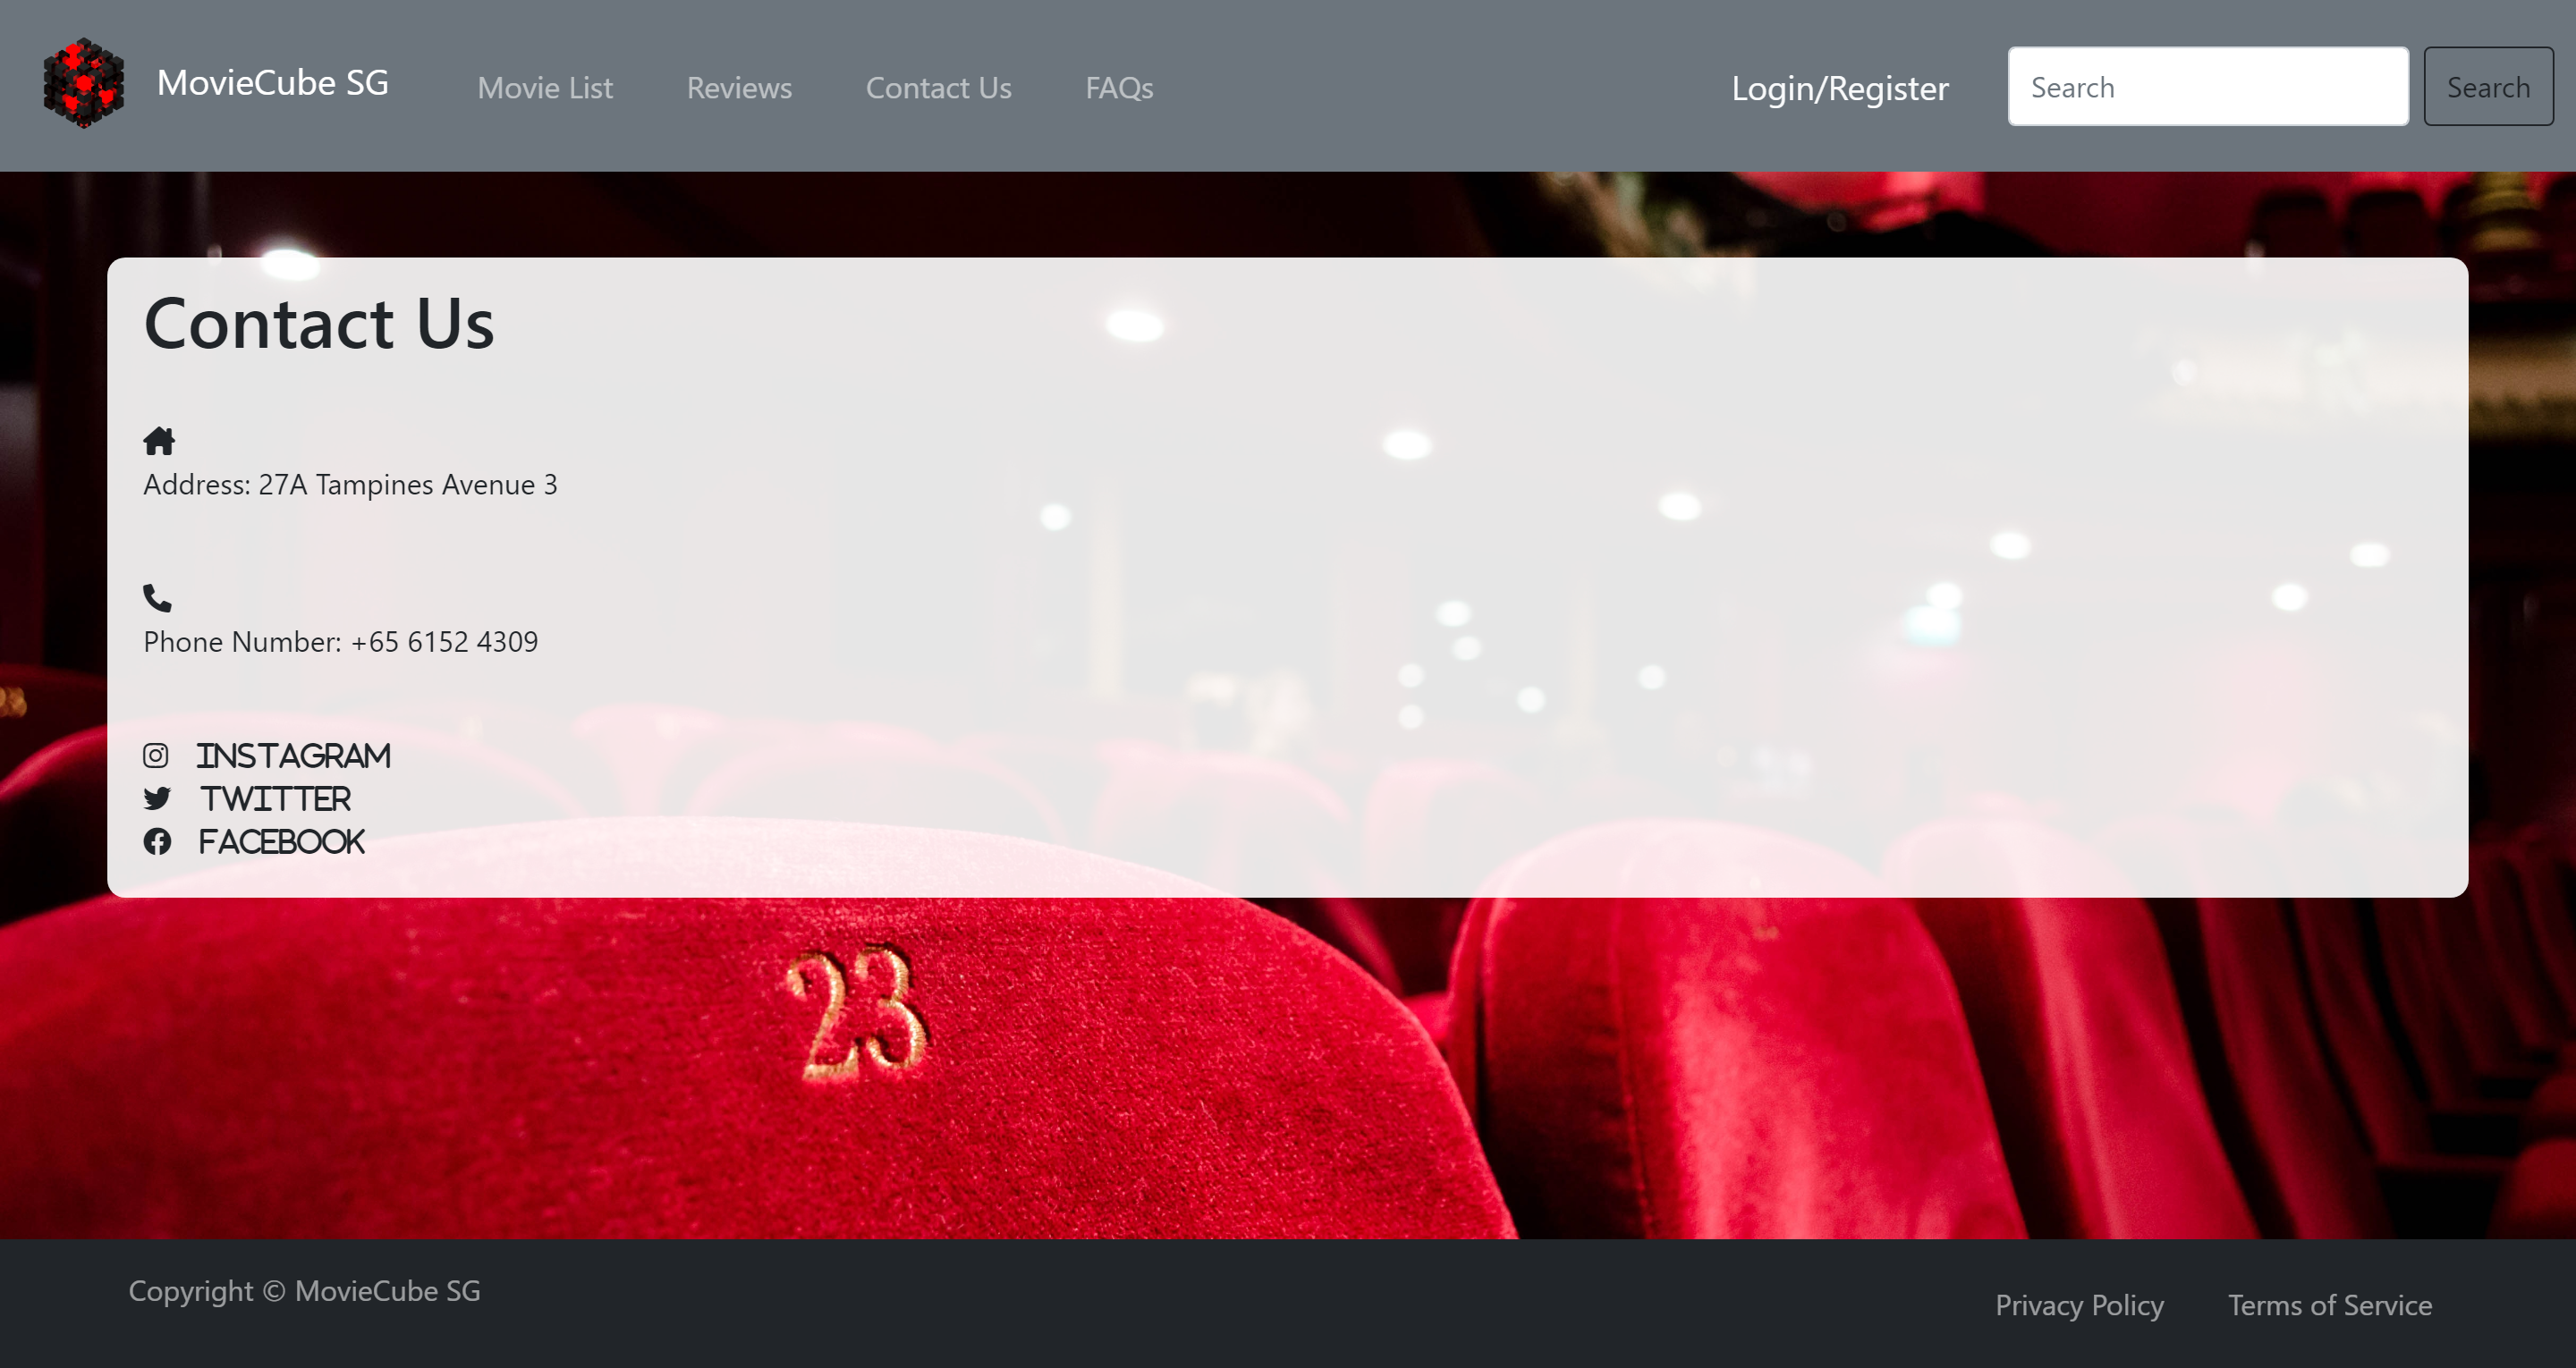 MovieCube SG
Movie List
Reviews
Contact Us
FAQs
Login/Register
Search
Search
Contact Us
Address: 27A Tampines Avenue 3
Phone Number: +65 6152 4309
INSTAGRAM
TWITTER
FACEBOOK
23
Copyright © MovieCube SG
Privacy Policy
Terms of Service